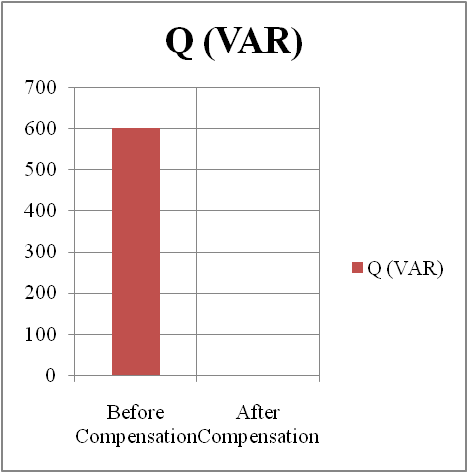 Q (VAR)
700
600
500
400
300
200
100
0
Before Compensation
After Compensation
Q (VAR)